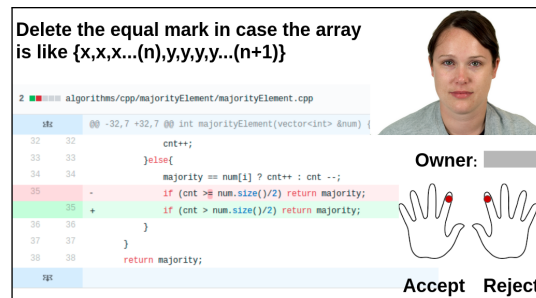 Delete the equal mark in case the array
is like {x,x,x...(n),y,y,y,y...(n+1)}
2 algorithms/cpp/majorityElement/majorityElement.cpp
@@ -32,7 +32,7 @@ int majorityElement(vector<int> &num) {
32 32 cnt++;
33 33 }else{
34 34 majority == num[i] ? cnt++ : cnt --;
35 - if (cnt >= num.size()/2) return majority;
35 + if (cnt > num.size()/2) return majority;
36 36 }
37 37 }
38 38 return majority;
Owner:
Accept Reject